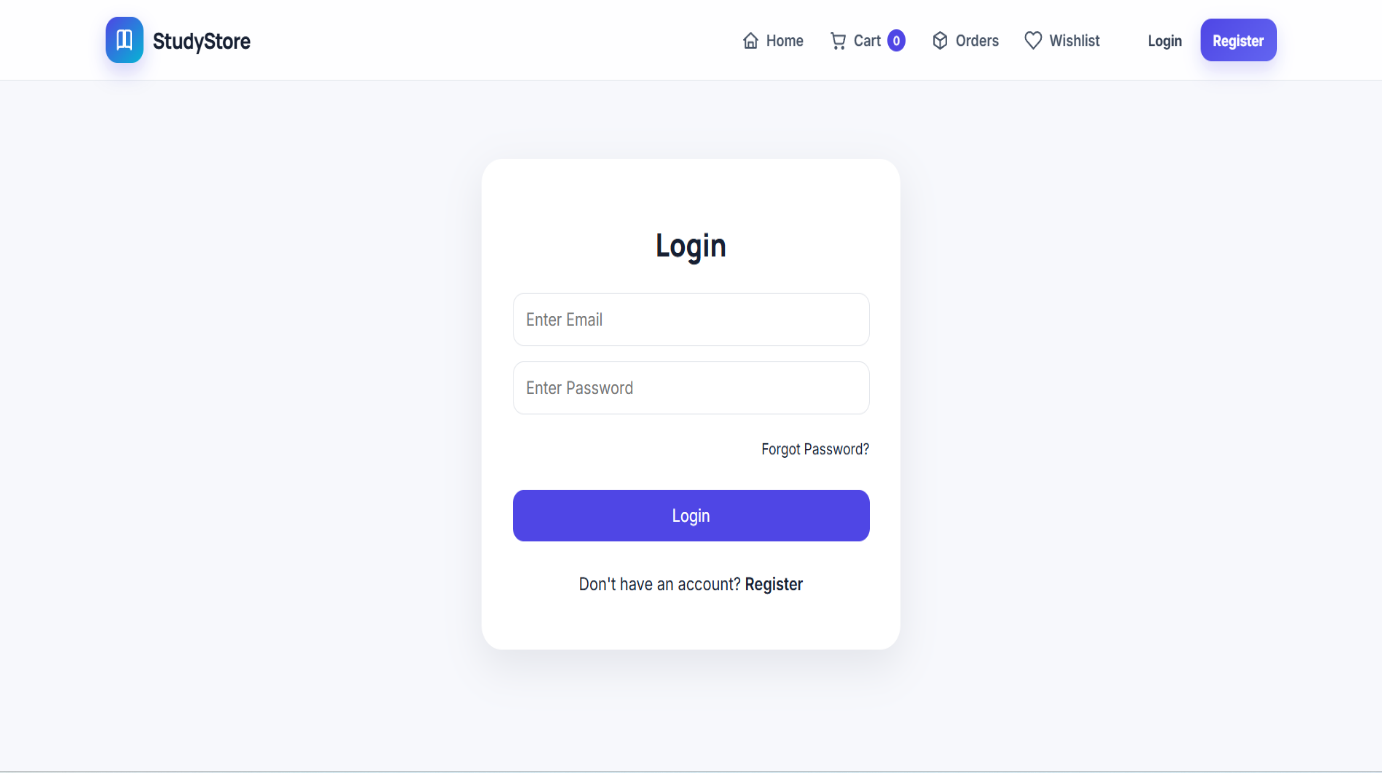 StudyStore Home Cart 0 Orders Wishlist Login Register
Login
Enter Email
Enter Password
Forgot Password?
Login
Don't have an account? Register